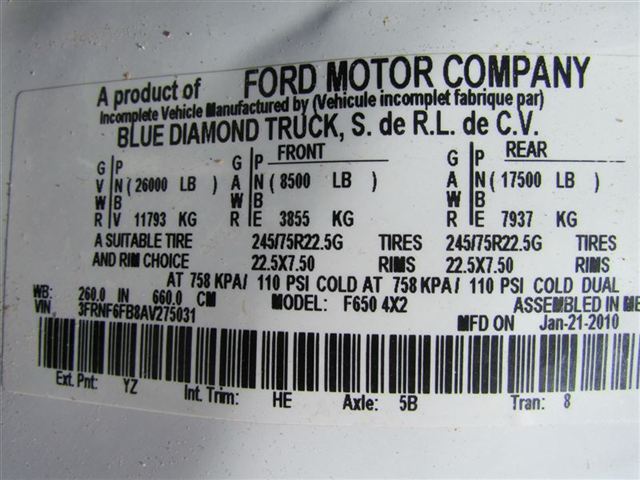 A product of FORD MOTOR COMPANY
Incomplete Vehicle Manufactured by (Vehicule incomplet fabrique par)
BLUE DIAMOND TRUCK, S. de R.L. de C.V.
FRONT REAR
G P G P G P
V N (26000 LB) A N (8500 LB) A N (17500 LB)
W B W B W B
R V 11793 KG R E 3855 KG R E 7937 KG
A SUITABLE TIRE 245/75R22.5G TIRES 245/75R22.5G
AND RIM CHOICE 22.5X7.50 RIMS 22.5X7.50
AT 758 KPA/ 110 PSI COLD AT 758 KPA/ 110 PSI COLD DUAL
WB: 260.0 IN 660.0 CM MODEL: F650 4X2 ASSEMBLED IN ME
VIN 3FRNF6FB8AV275031 MFD ON Jan-21-2010
Ext. Pnt: YZ Int. Trim: HE Axle: 5B Tran: 8